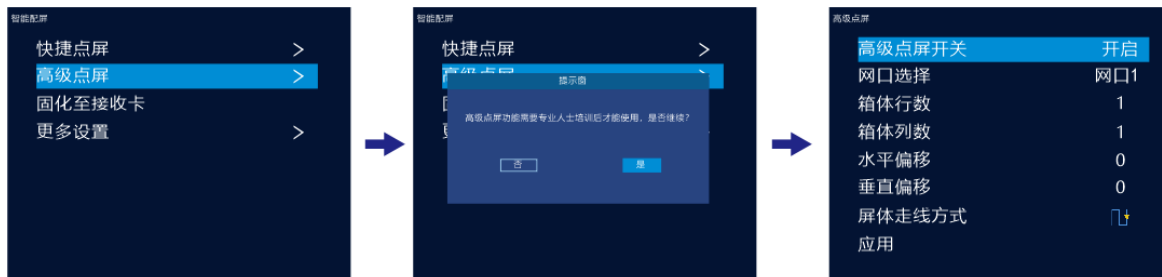 智能配屏
快捷点屏 >
高级点屏 >
固化至接收卡
更多设置 >
智能配屏
快捷点屏 >
提示窗
高级点屏功能需要专业人士培训后才能使用，是否继续？
否 是
高级点屏
高级点屏开关 开启
网口选择 网口1
箱体行数 1
箱体列数 1
水平偏移 0
垂直偏移 0
屏体走线方式
应用